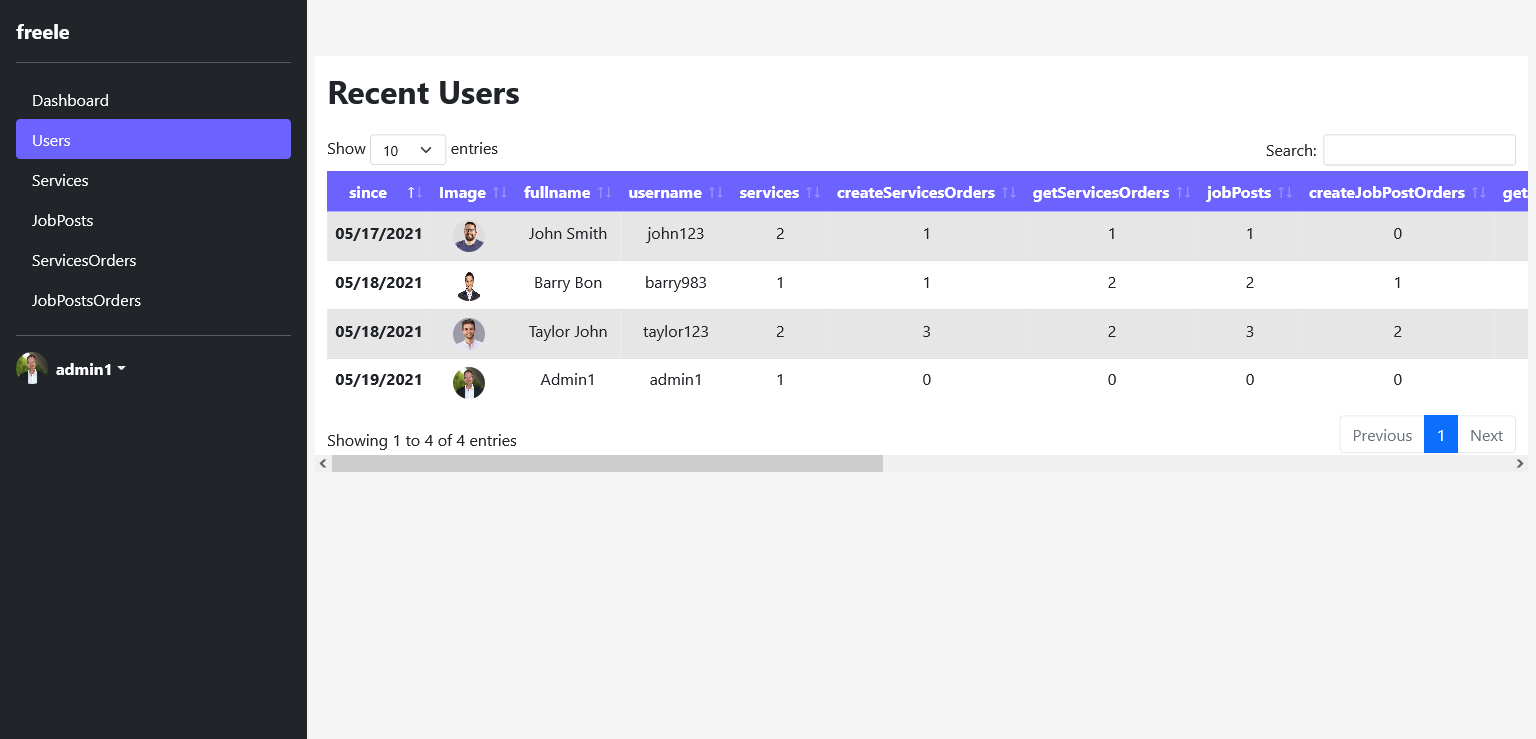 freele
Dashboard
Users
Services
JobPosts
ServicesOrders
JobPostsOrders
admin1
Recent Users
Show 10 entries
Search:
since Image fullname username services createServicesOrders getServicesOrders jobPosts createJobPostOrders get
05/17/2021 John Smith john123 2 1 1 1 0
05/18/2021 Barry Bon barry983 1 1 2 2 1
05/18/2021 Taylor John taylor123 2 3 2 3 2
05/19/2021 Admin1 admin1 1 0 0 0 0
Showing 1 to 4 of 4 entries
Previous 1 Next